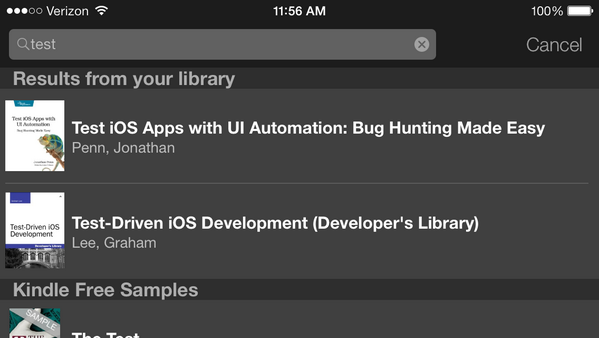 Verizon 11:56 AM 100%
test Cancel
Results from your library
Test iOS Apps with
UI Automation
Test iOS Apps with UI Automation: Bug Hunting Made Easy
Penn, Jonathan
Test-Driven iOS
Development
Developer's Library
Test-Driven iOS Development (Developer's Library)
Lee, Graham
Kindle Free Samples
SAMPLE
The Test